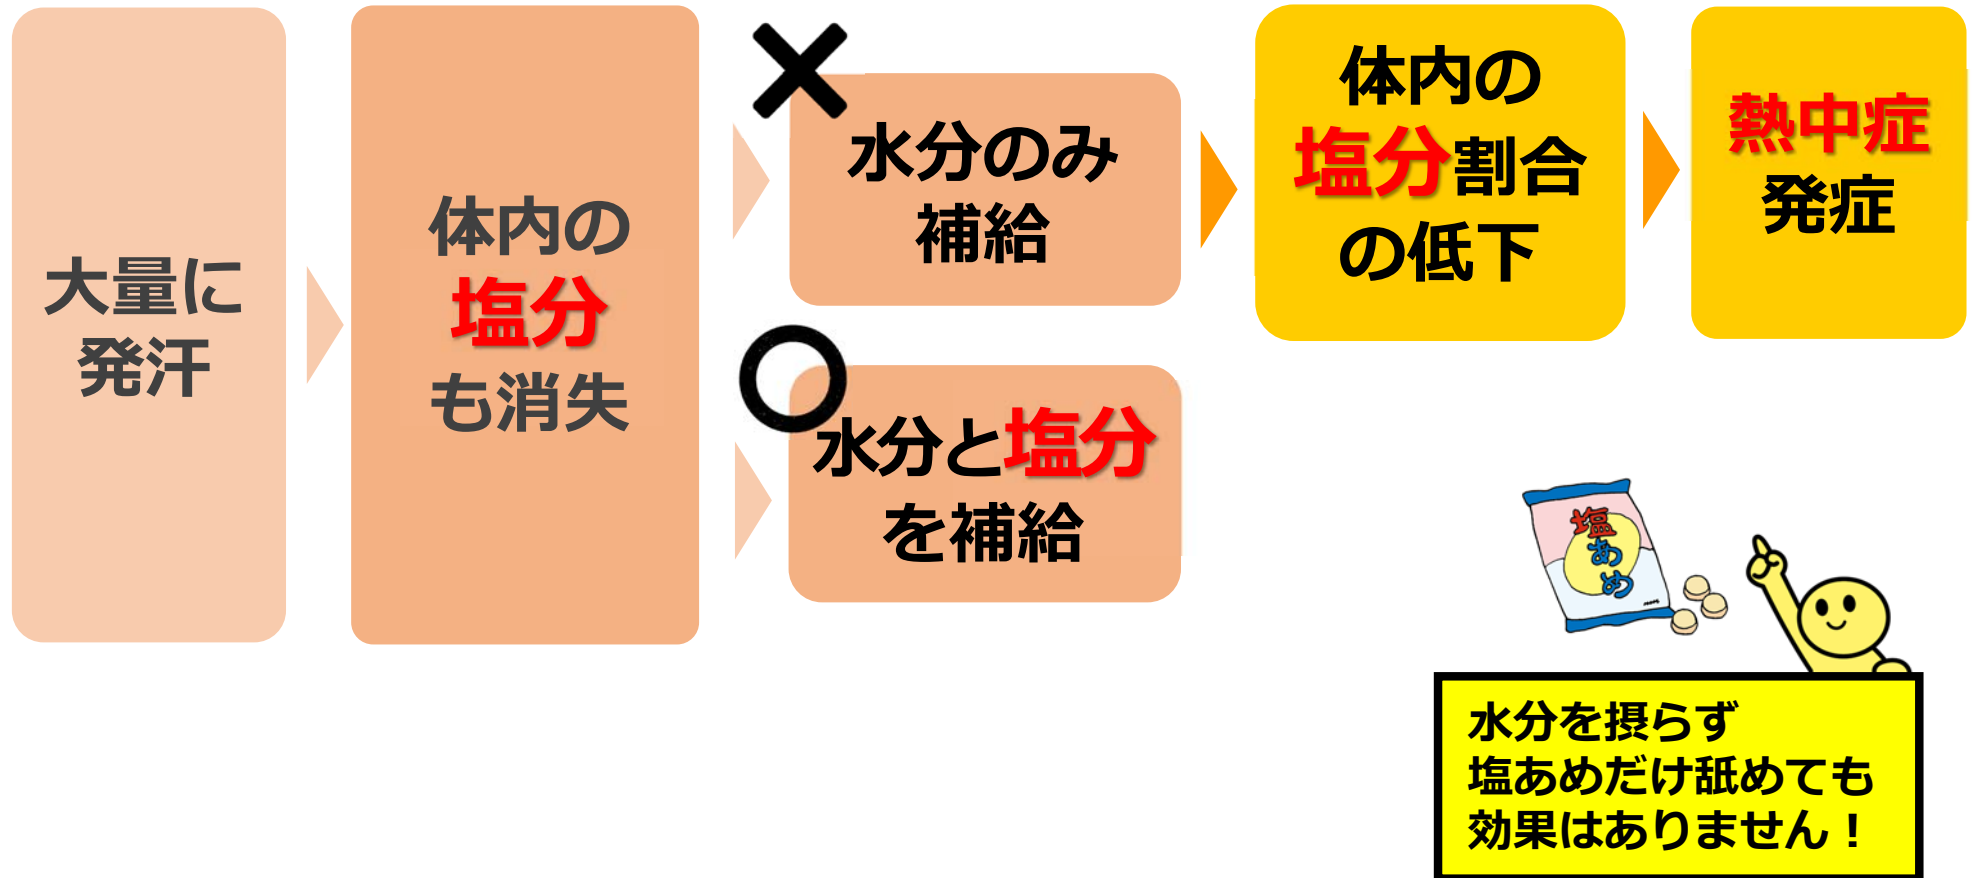 大量に
発汗
体内の
塩分
も消失
水分のみ
補給
体内の
塩分割合
の低下
熱中症
発症
水分と塩分
を補給
塩
あ
め
水分を摂らず
塩あめだけ舐めても
効果はありません！